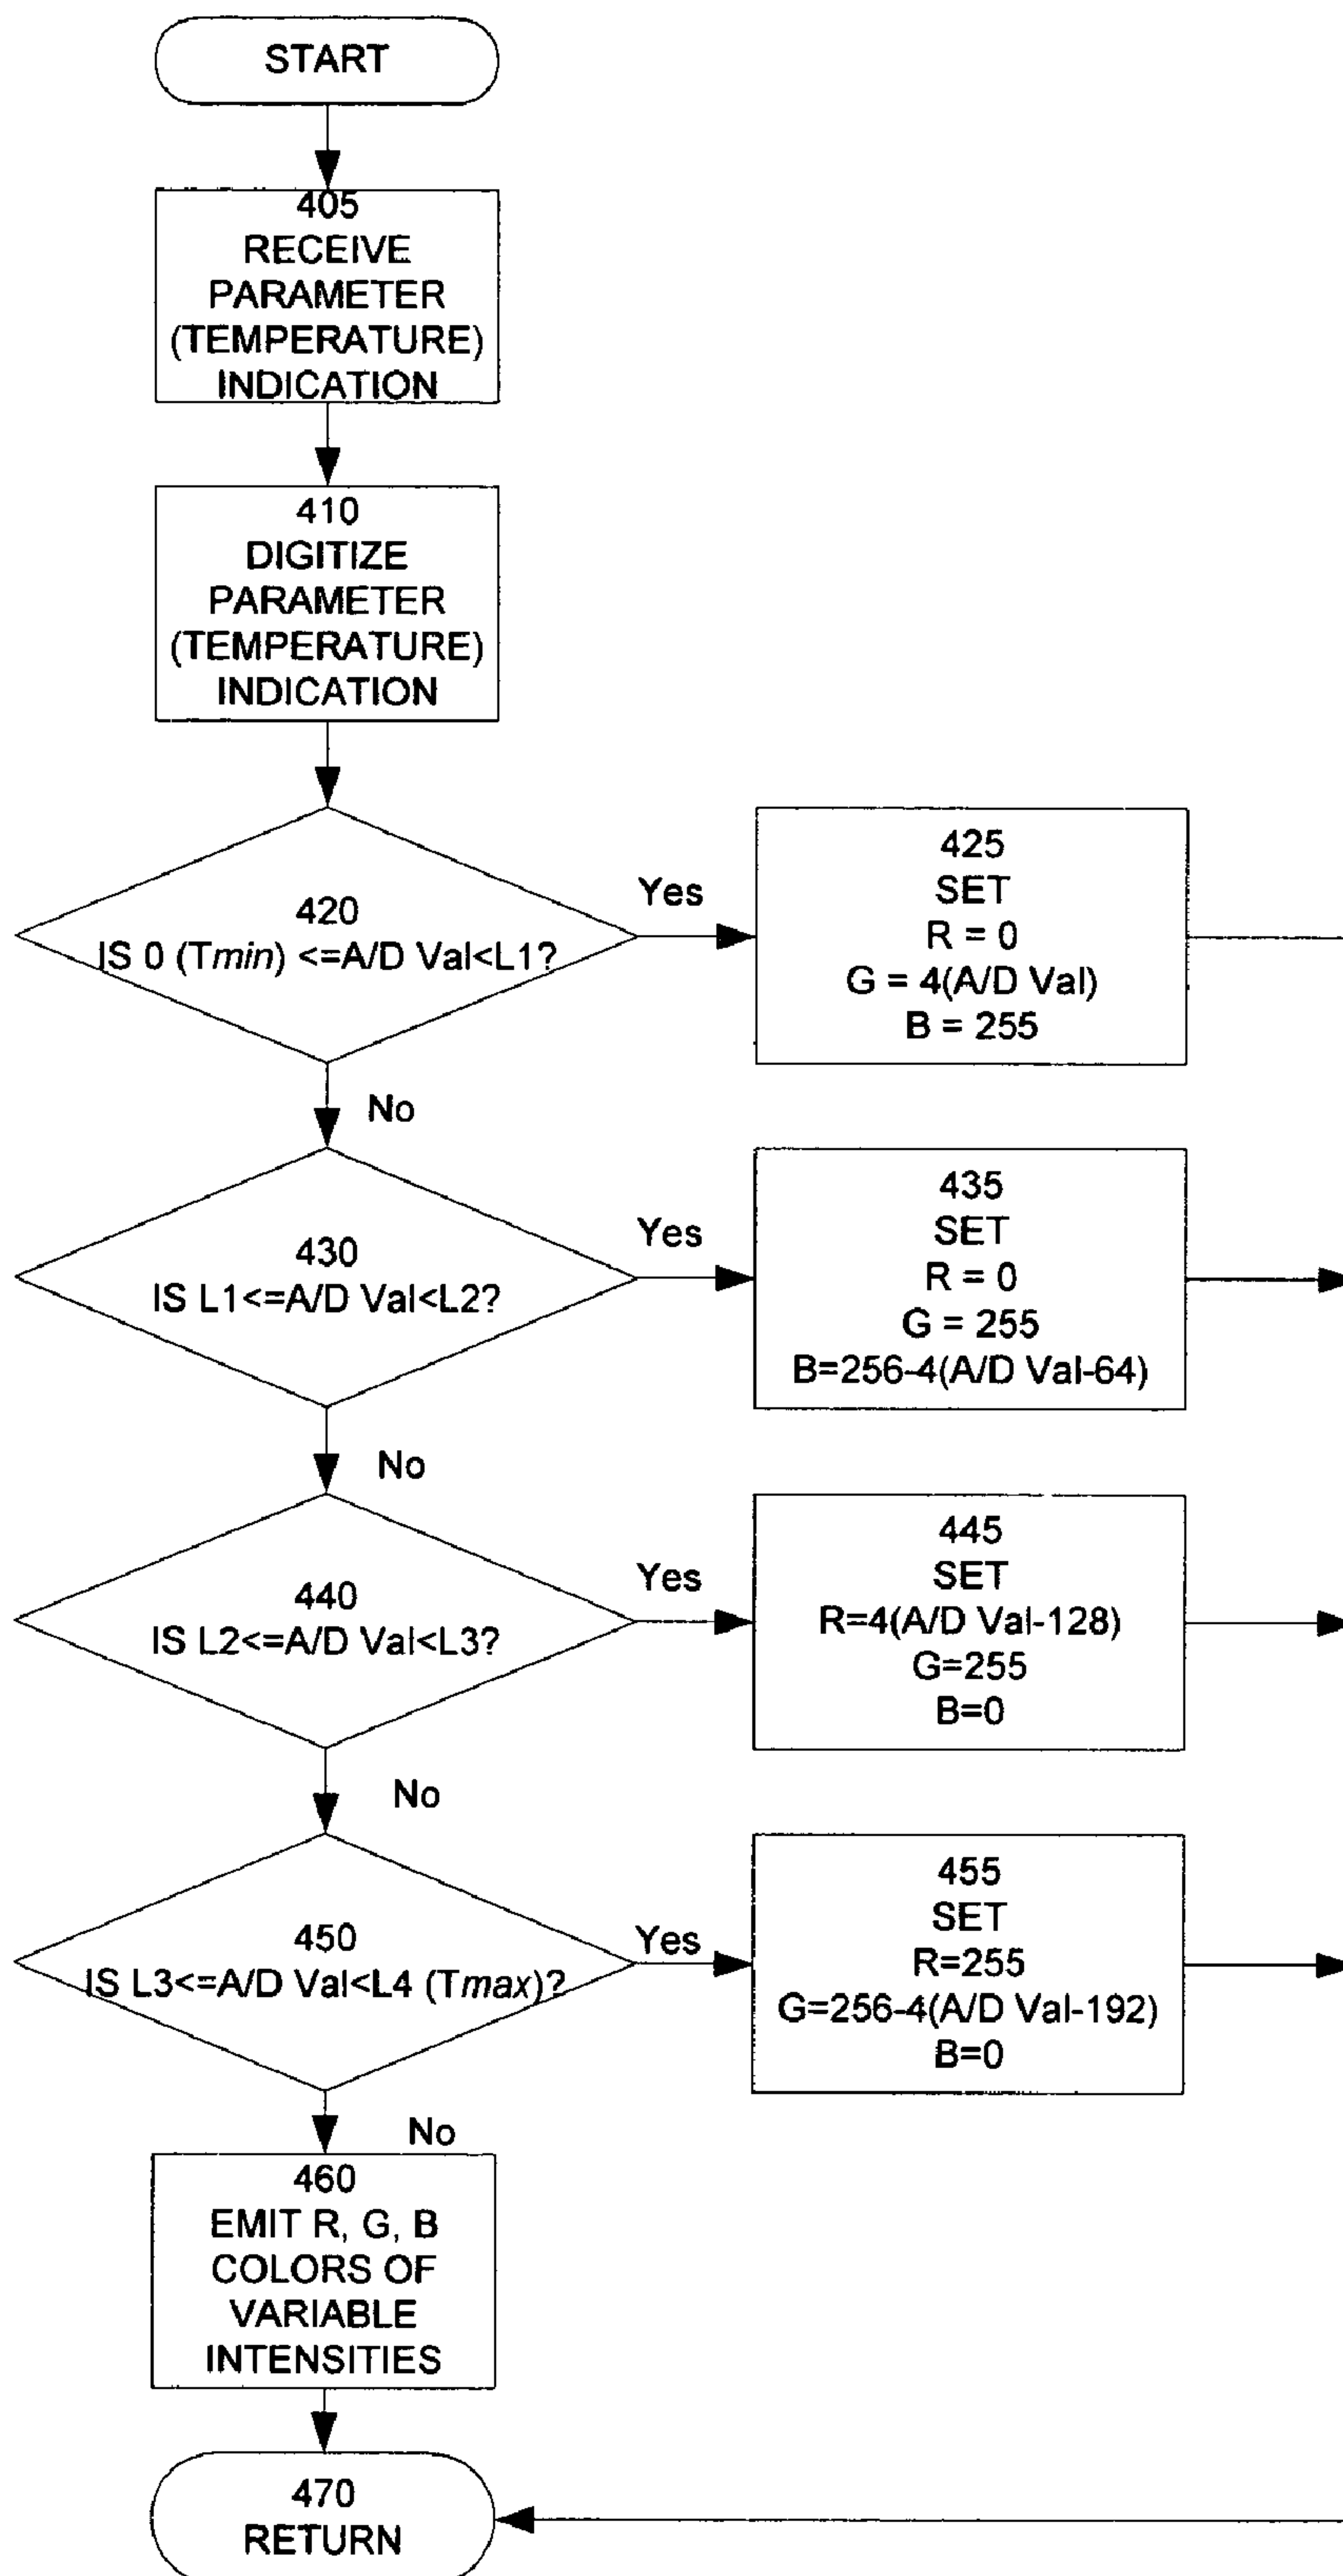 START
405
RECEIVE
PARAMETER
(TEMPERATURE)
INDICATION
410
DIGITIZE
PARAMETER
(TEMPERATURE)
INDICATION
420
IS 0 (Tmin) <=A/D Val<L1?
Yes
425
SET
R = 0
G = 4(A/D Val)
B = 255
No
430
IS L1<=A/D Val<L2?
Yes
435
SET
R = 0
G = 255
B=256-4(A/D Val-64)
No
440
IS L2<=A/D Val<L3?
Yes
445
SET
R=4(A/D Val-128)
G=255
B=0
No
450
IS L3<=A/D Val<L4 (Tmax)?
Yes
455
SET
R=255
G=256-4(A/D Val-192)
B=0
No
460
EMIT R, G, B
COLORS OF
VARIABLE
INTENSITIES
470
RETURN